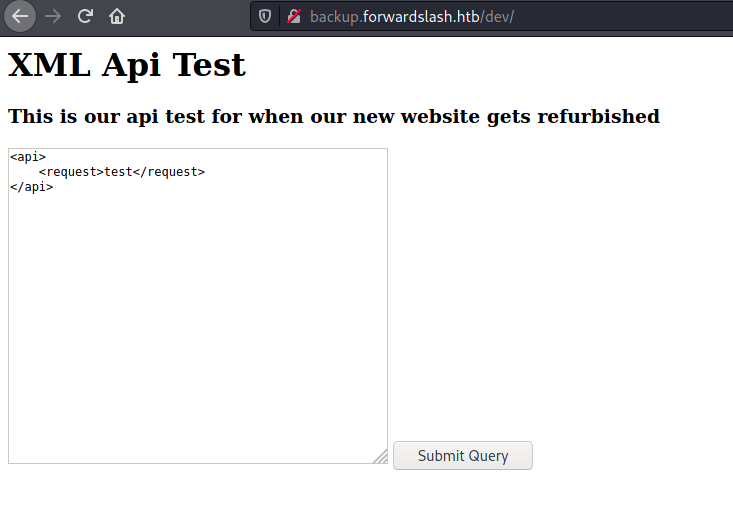 backup.forwardslash.htb/dev/
XML Api Test
This is our api test for when our new website gets refurbished
<api>
    <request>test</request>
</api>
Submit Query